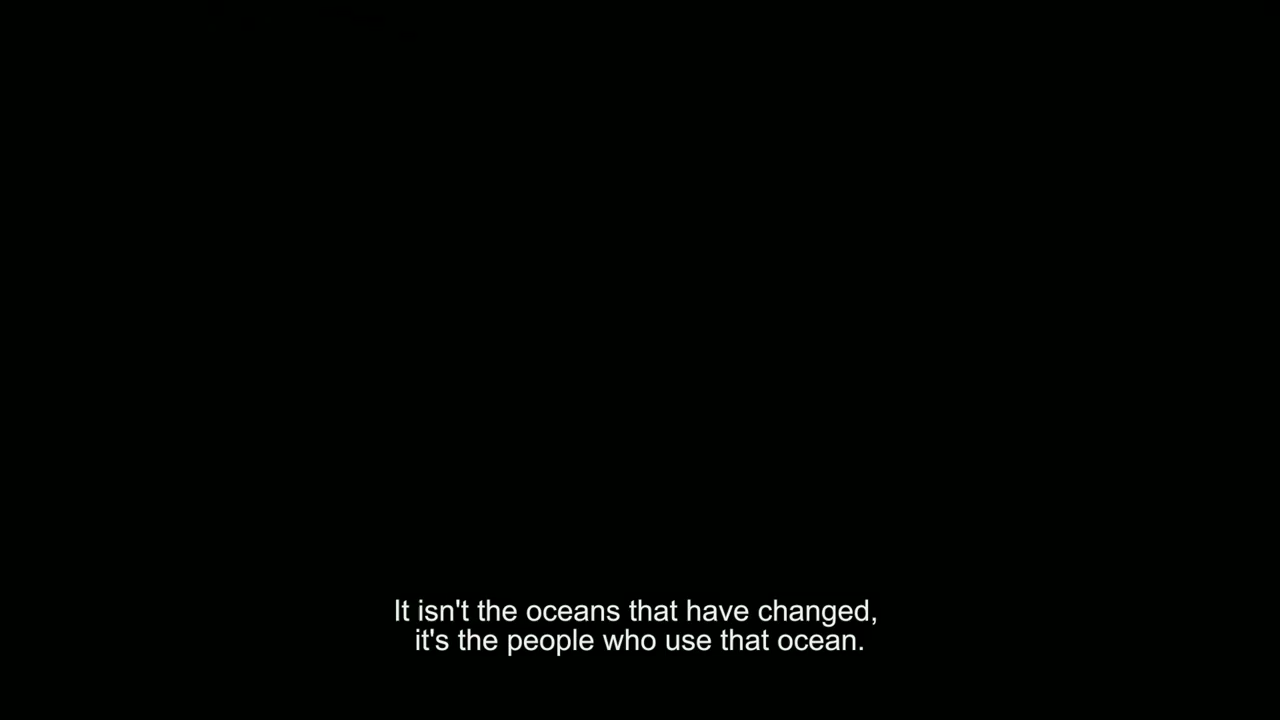 It isn't the oceans that have changed,
it's the people who use that ocean.